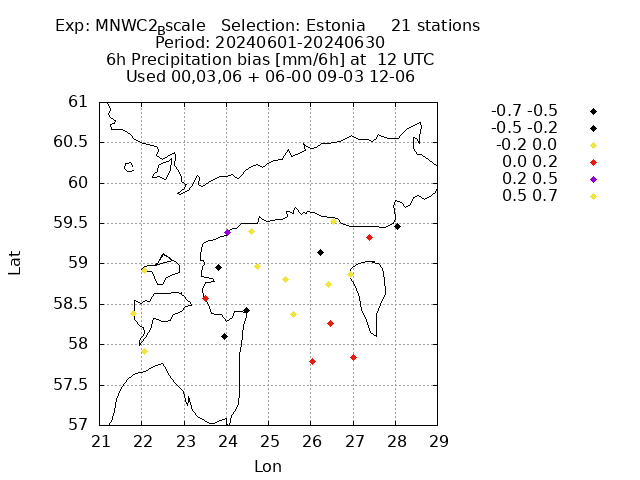 Exp: MNWC2_Bscale   Selection: Estonia     21 stations
Period: 20240601-20240630
6h Precipitation bias [mm/6h] at  12 UTC
Used 00,03,06 + 06-00 09-03 12-06
-0.7 -0.5
-0.5 -0.2
-0.2 0.0
0.0 0.2
0.2 0.5
0.5 0.7
61
60.5
60
59.5
59
58.5
58
57.5
57
Lat
21 22 23 24 25 26 27 28 29
Lon